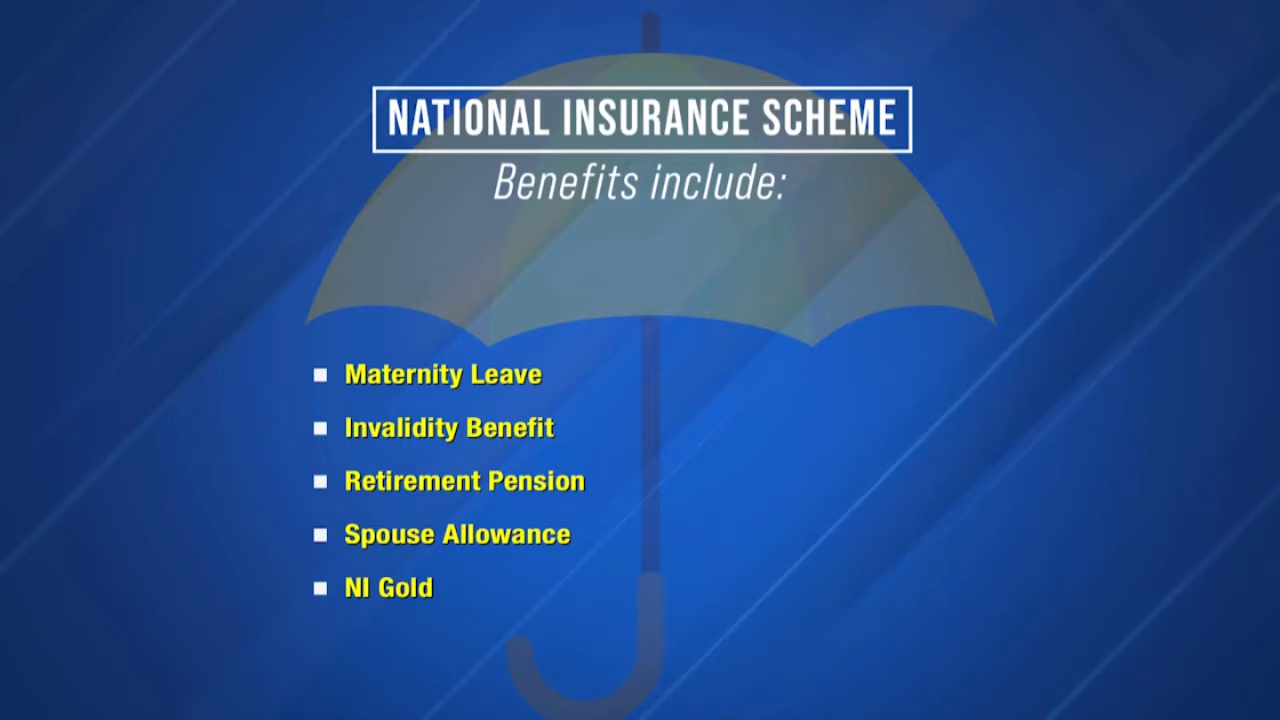 NATIONAL INSURANCE SCHEME
Benefits include:
Maternity Leave
Invalidity Benefit
Retirement Pension
Spouse Allowance
NI Gold